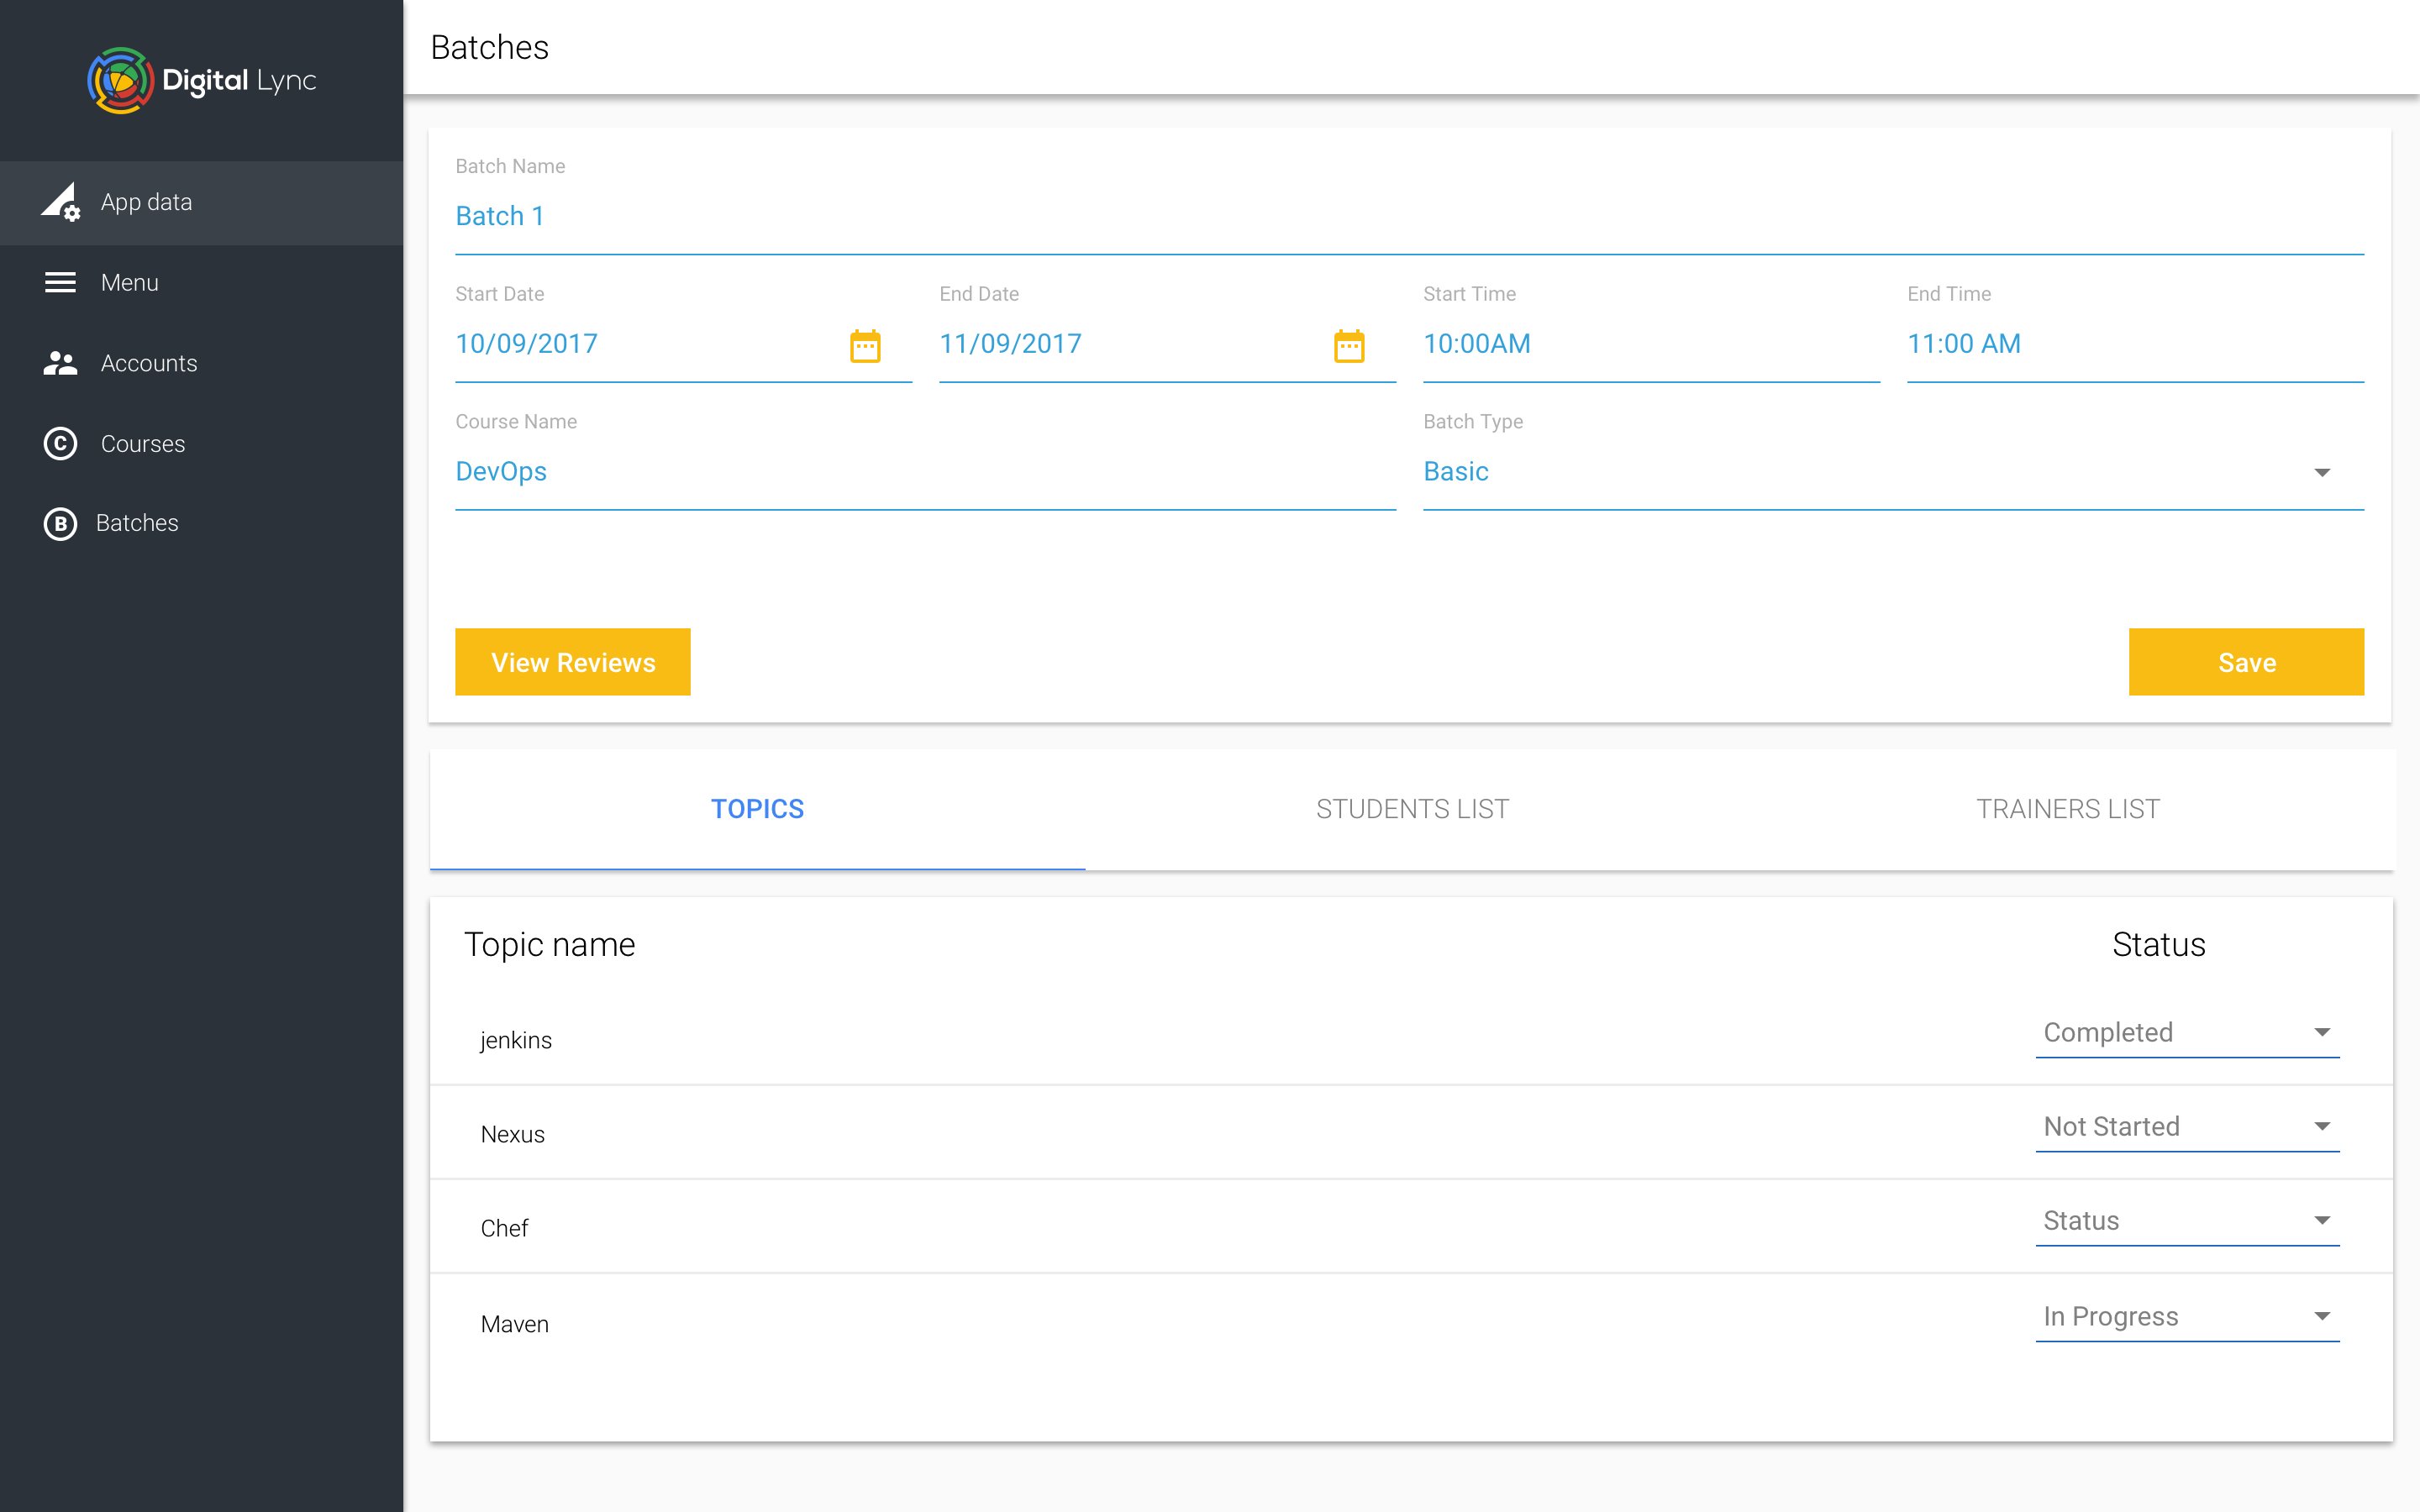 Digital Lync
App data
Menu
Accounts
C Courses
B Batches
Batches
Batch Name
Batch 1
Start Date End Date Start Time End Time
10/09/2017 11/09/2017 10:00AM 11:00 AM
Course Name Batch Type
DevOps Basic
View Reviews Save
TOPICS STUDENTS LIST TRAINERS LIST
Topic name Status
jenkins Completed
Nexus Not Started
Chef Status
Maven In Progress